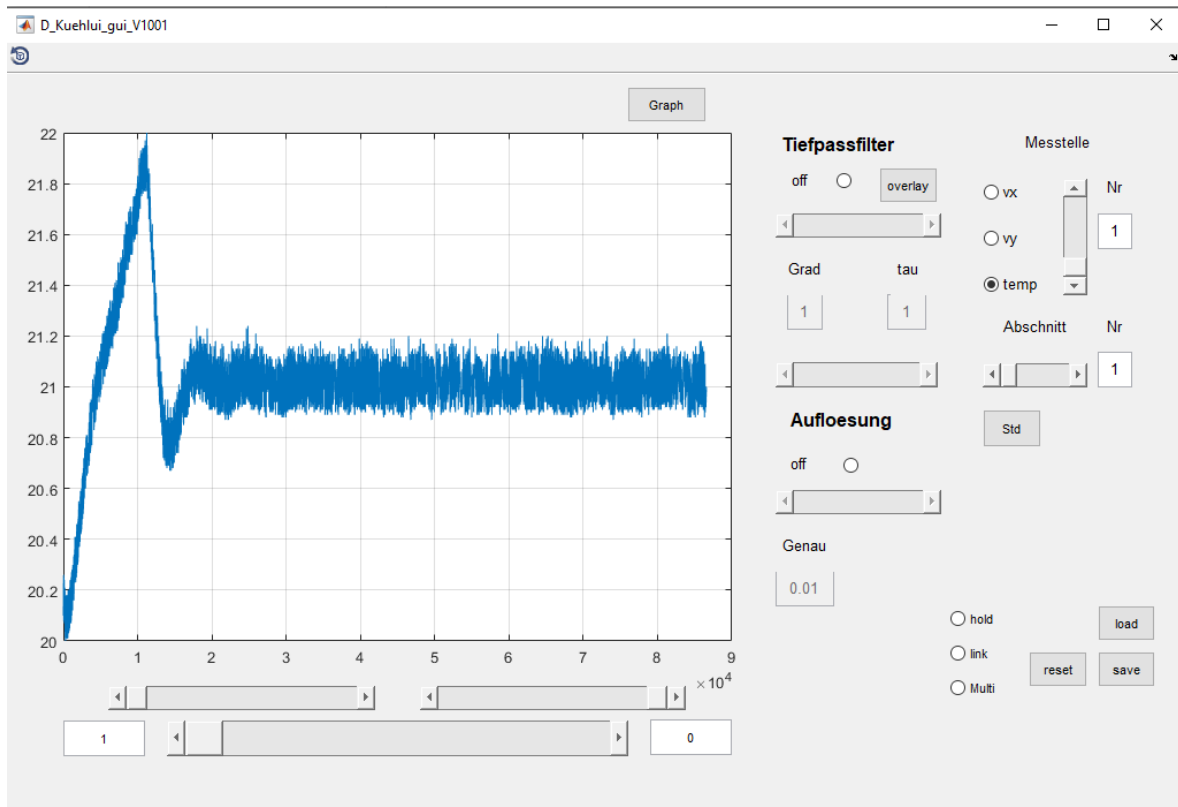 D_Kuehlui_gui_V1001
Graph
22
21.8
21.6
21.4
21.2
21
20.8
20.6
20.4
20.2
20
0 1 2 3 4 5 6 7 8 9
×10^4
1
0
Tiefpassfilter
off
overlay
Grad tau
1 1
Aufloesung
off
Genau
0.01
Messtelle
vx
vy
temp
Nr
1
Abschnitt Nr
1
Std
hold
link
Multi
load
reset save